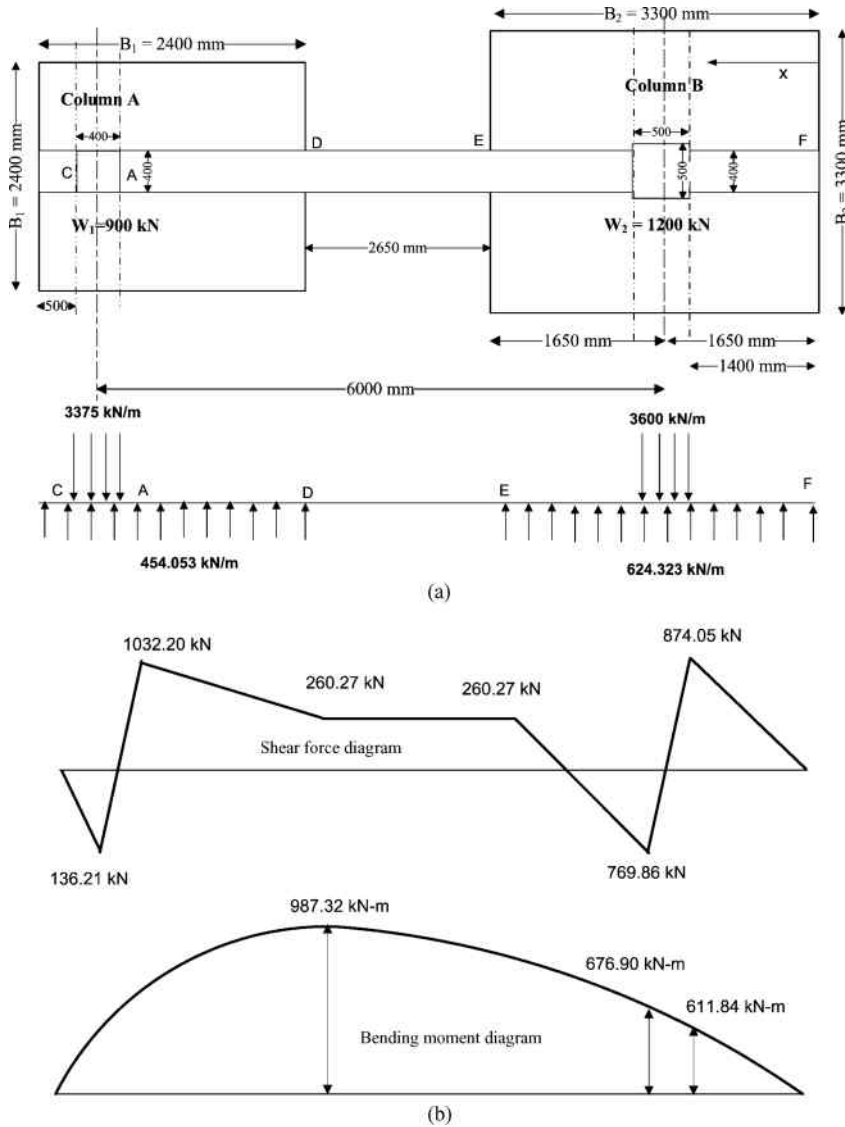 B₂ = 3300 mm
B₁ = 2400 mm
X
Column A
Column B
400
500
D
E
F
C
A
400
500
400
B₁ = 2400 mm
W₁=900 kN
W₂ = 1200 kN
2650 mm
3300 mm
500
1650 mm
1650 mm
1400 mm
6000 mm
3375 kN/m
3600 kN/m
C
A
D
E
F
454.053 kN/m
624.323 kN/m
(a)
1032.20 kN
874.05 kN
260.27 kN
260.27 kN
Shear force diagram
136.21 kN
769.86 kN
987.32 kN-m
676.90 kN-m
611.84 kN-m
Bending moment diagram
(b)